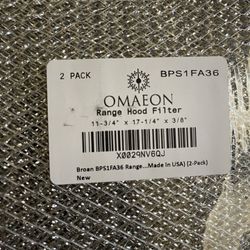 2 PACK
BPS1FA36
OMAEON
Range Hood Filter
11-3/4" x 17-1/4" x 3/8"
X0029NV6QJ
Broan BPS1FA36 Range...Made In USA) (2-Pack)
New